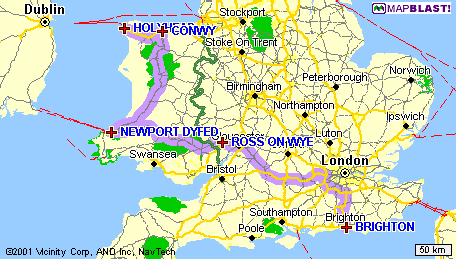 Dublin
Stockport
MAPBLAST!
HOLYHEAD
CONWY
Stoke On Trent
Norwich
Birmingham
Peterborough
Northampton
Ipswich
NEWPORT DYFED
Gloucester
Luton
ROSS ON WYE
Swansea
Bristol
London
Southampton
Brighton
Poole
BRIGHTON
©2001 Vicinity Corp, AND Inc, NavTech
50 km